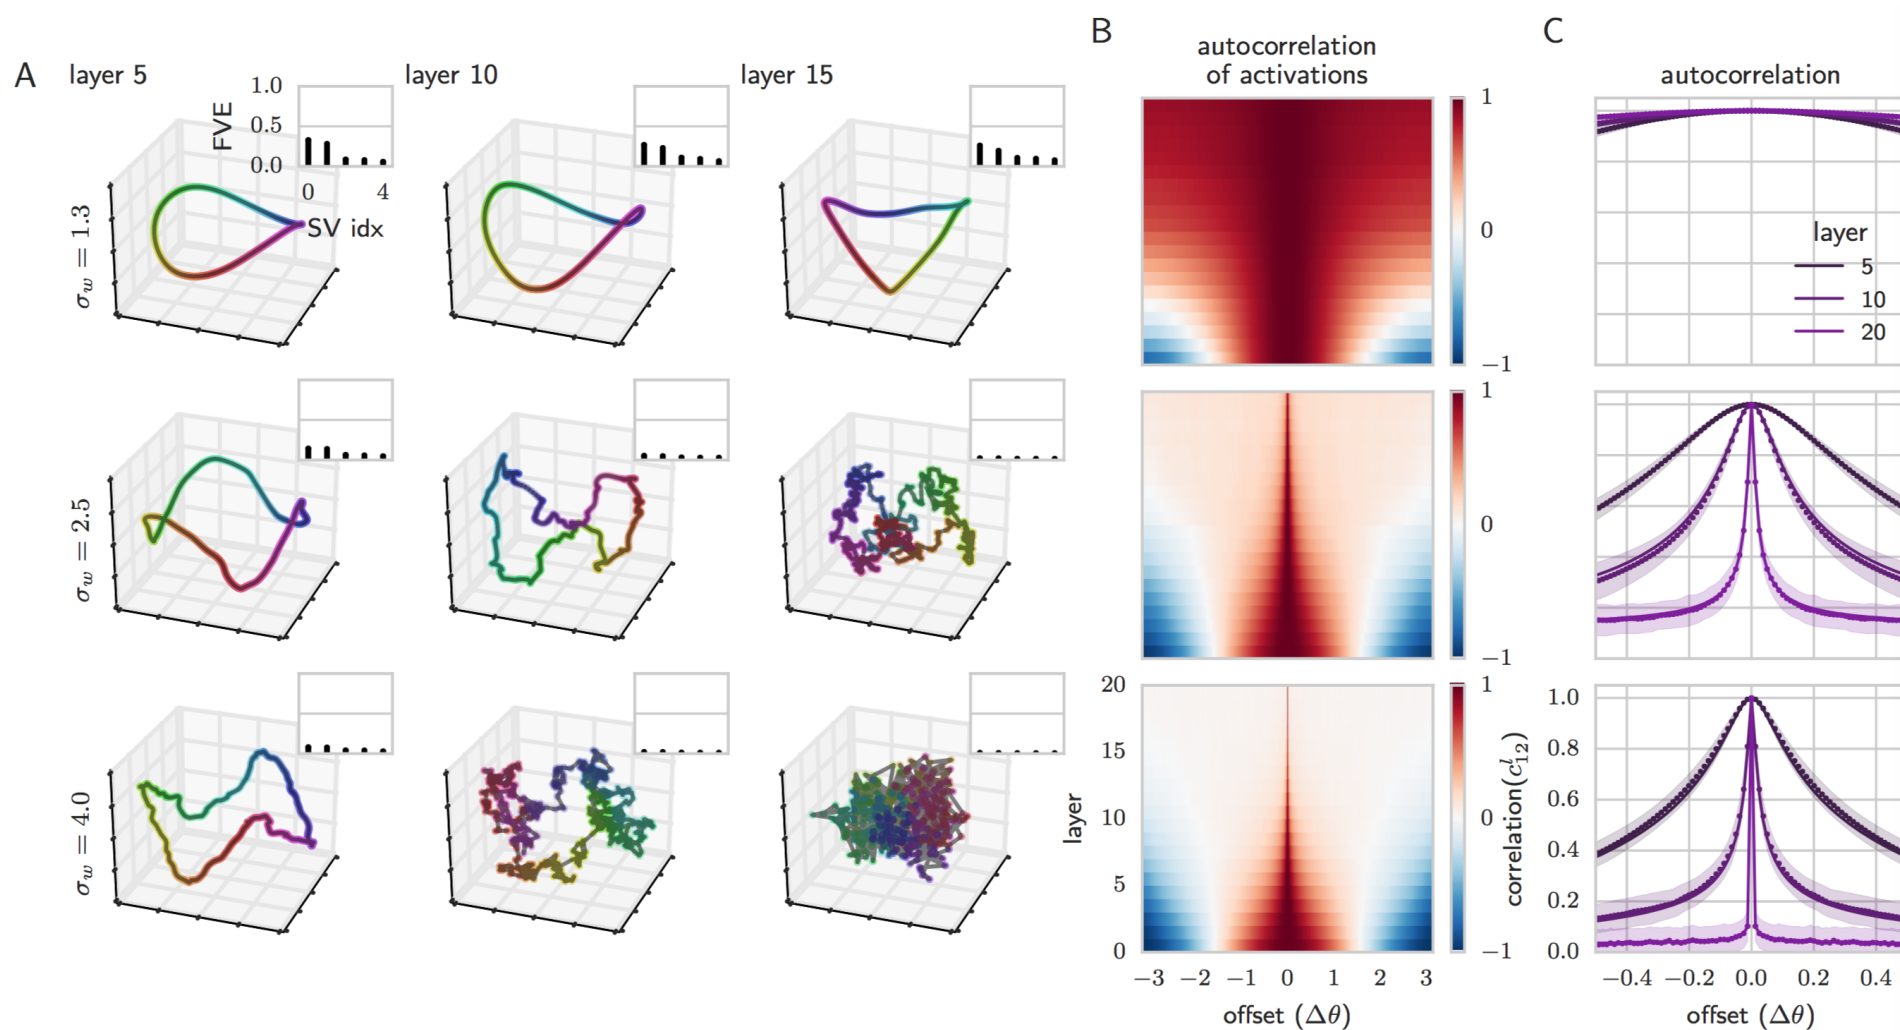 A
layer 5
layer 10
layer 15
FVE
1.0
0.5
0.0
0
4
SV idx
σw = 1.3
σw = 2.5
σw = 4.0
B
autocorrelation
of activations
1
0
−1
1
0
−1
1
0
−1
layer
20
15
10
5
0
−3 −2 −1 0 1 2 3
offset (Δθ)
C
autocorrelation
layer
5
10
20
correlation(c^l_12)
1.0
0.8
0.6
0.4
0.2
0.0
−0.4 −0.2 0.0 0.2 0.4
offset (Δθ)